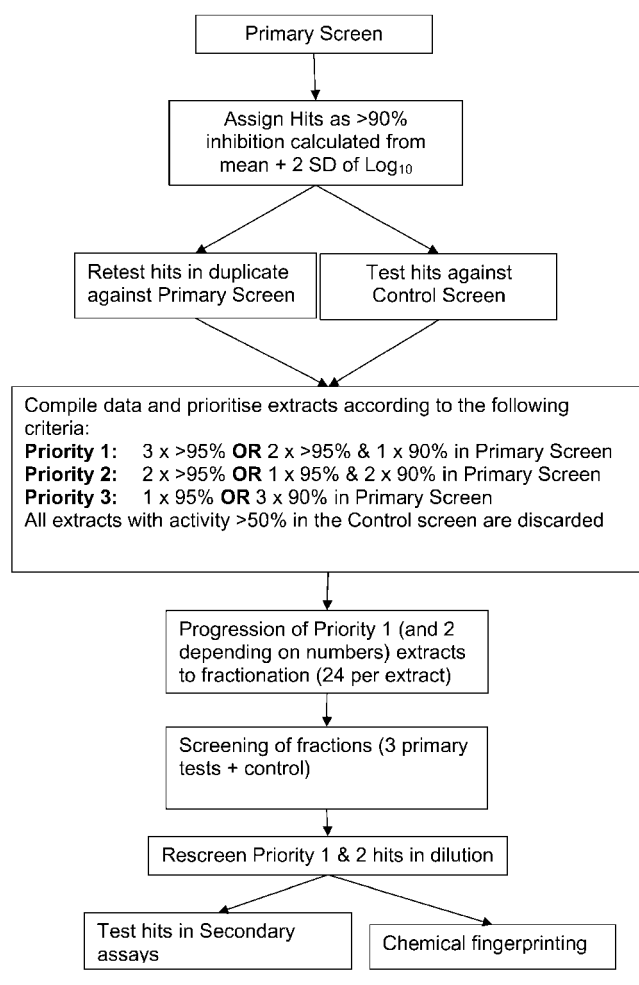 Primary Screen
Assign Hits as >90%
inhibition calculated from
mean + 2 SD of Log₁₀
Retest hits in duplicate
against Primary Screen
Test hits against
Control Screen
Compile data and prioritise extracts according to the following
criteria:
Priority 1: 3 x >95% OR 2 x >95% & 1 x 90% in Primary Screen
Priority 2: 2 x >95% OR 1 x 95% & 2 x 90% in Primary Screen
Priority 3: 1 x 95% OR 3 x 90% in Primary Screen
All extracts with activity >50% in the Control screen are discarded
Progression of Priority 1 (and 2
depending on numbers) extracts
to fractionation (24 per extract)
Screening of fractions (3 primary
tests + control)
Rescreen Priority 1 & 2 hits in dilution
Test hits in Secondary
assays
Chemical fingerprinting